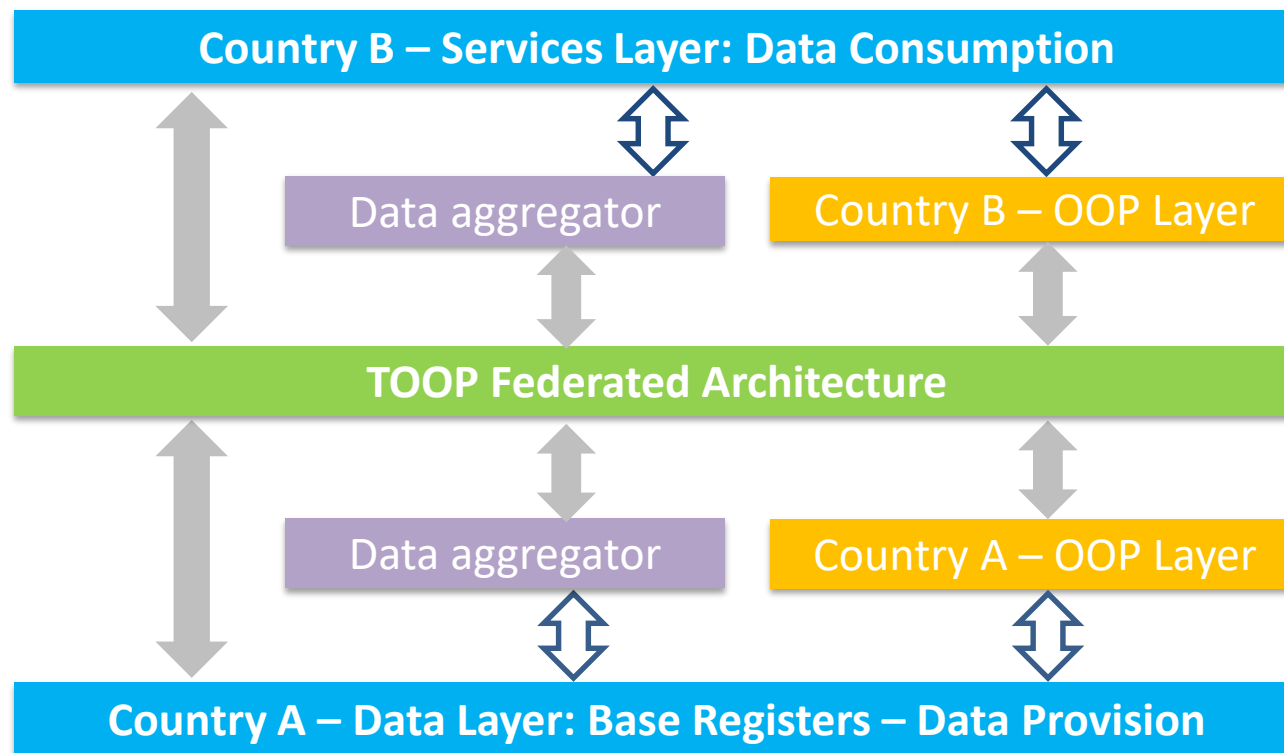 Country B – Services Layer: Data Consumption
Data aggregator
Country B – OOP Layer
TOOP Federated Architecture
Data aggregator
Country A – OOP Layer
Country A – Data Layer: Base Registers – Data Provision